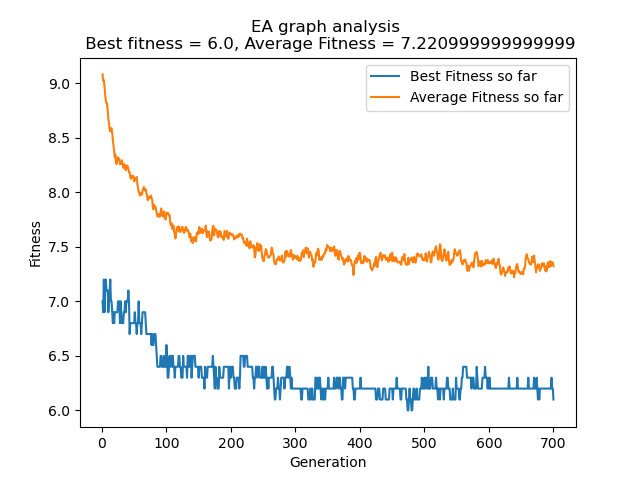 EA graph analysis
Best fitness = 6.0, Average Fitness = 7.220999999999999
Best Fitness so far
Average Fitness so far
Fitness
9.0
8.5
8.0
7.5
7.0
6.5
6.0
0 100 200 300 400 500 600 700
Generation